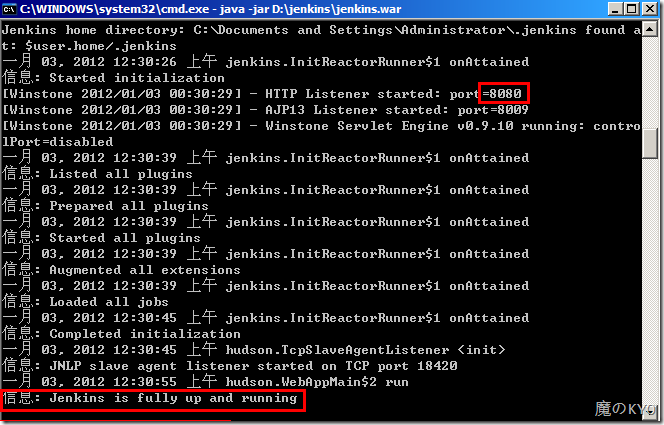 C:\WINDOWS\system32\cmd.exe - java -jar D:\jenkins\jenkins.war
Jenkins home directory: C:\Documents and Settings\Administrator\.jenkins found a
t: $user.home/.jenkins
一月 03, 2012 12:30:26 上午 jenkins.InitReactorRunner$1 onAttained
信息: Started initialization
[Winstone 2012/01/03 00:30:29] - HTTP Listener started: port=8080
[Winstone 2012/01/03 00:30:29] - AJP13 Listener started: port=8009
[Winstone 2012/01/03 00:30:29] - Winstone Servlet Engine v0.9.10 running: contro
lPort=disabled
一月 03, 2012 12:30:39 上午 jenkins.InitReactorRunner$1 onAttained
信息: Listed all plugins
一月 03, 2012 12:30:39 上午 jenkins.InitReactorRunner$1 onAttained
信息: Prepared all plugins
一月 03, 2012 12:30:39 上午 jenkins.InitReactorRunner$1 onAttained
信息: Started all plugins
一月 03, 2012 12:30:39 上午 jenkins.InitReactorRunner$1 onAttained
信息: Augmented all extensions
一月 03, 2012 12:30:39 上午 jenkins.InitReactorRunner$1 onAttained
信息: Loaded all jobs
一月 03, 2012 12:30:45 上午 jenkins.InitReactorRunner$1 onAttained
信息: Completed initialization
一月 03, 2012 12:30:45 上午 hudson.TcpSlaveAgentListener <init>
信息: JNLP slave agent listener started on TCP port 18420
一月 03, 2012 12:30:55 上午 hudson.WebAppMain$2 run
信息: Jenkins is fully up and running
魔のkyo